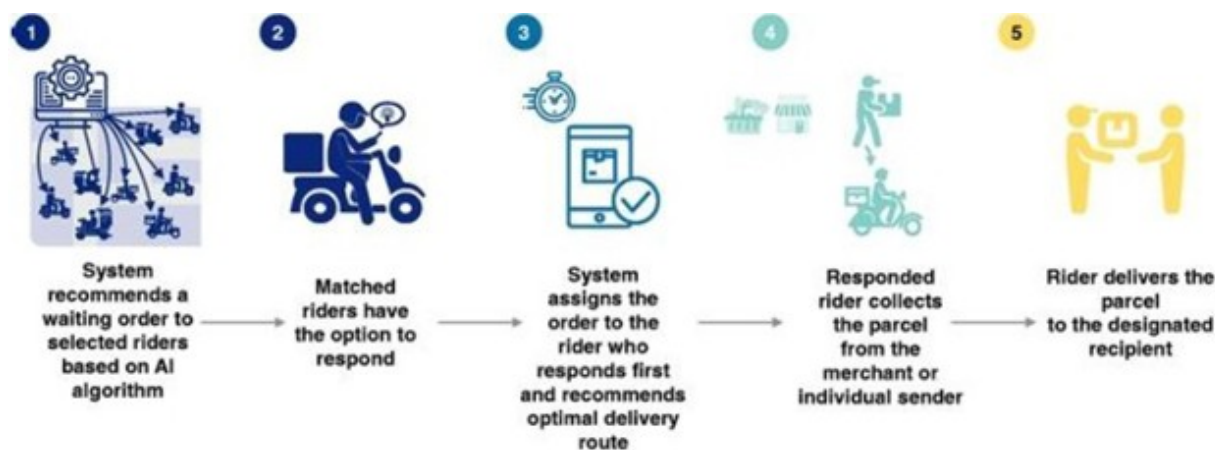 1
2
3
4
5
System
recommends a
waiting order to
selected riders
based on AI
algorithm
Matched
riders have
the option to
respond
System
assigns the
order to the
rider who
responds first
and recommends
optimal delivery
route
Responded
rider collects
the parcel
from the
merchant or
individual sender
Rider delivers the
parcel
to the designated
recipient